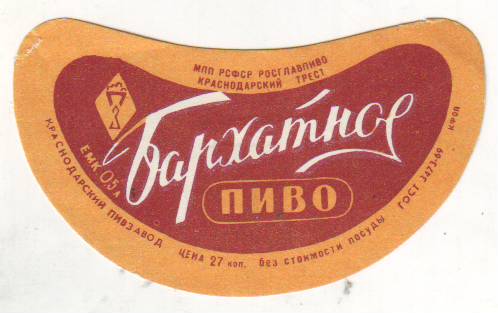 МПП РСФСР РОСГЛАВПИВО
КРАСНОДАРСКИЙ ТРЕСТ
Бархатное
ПИВО
ЕМК 0,5 л
КРАСНОДАРСКИЙ ПИВЗАВОД ЦЕНА 27 коп. без стоимости посуды ГОСТ 3473-69 КФОП